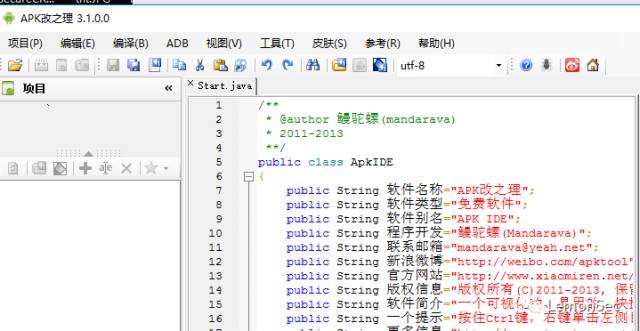 APK改之理 3.1.0.0
项目(P) 编辑(E) 编译(B) ADB 视图(V) 工具(T) 皮肤(S) 参考(R) 帮助(H)
utf-8
项目
Start.java
1 /**
2 * @author 鳗驼螺(mandarava)
3 * 2011-2013
4 **/
5 public class ApkIDE
6 {
7 public String 软件名称="APK改之理";
8 public String 软件类型="免费软件";
9 public String 软件别名="APK IDE";
10 public String 程序开发="鳗驼螺(Mandarava)";
11 public String 联系邮箱="mandarava@yeah.net";
12 public String 新浪微博="http://weibo.com/apktool"
13 public String 官方网站="http://www.xiaomiren.net/
14 public String 版权信息="版权所有(C)2011-2013, 保留
15 public String 软件简介="一个可视化的、易用的、快
16 public String 一个提示="按住Ctrl键，右键单击左侧
public String